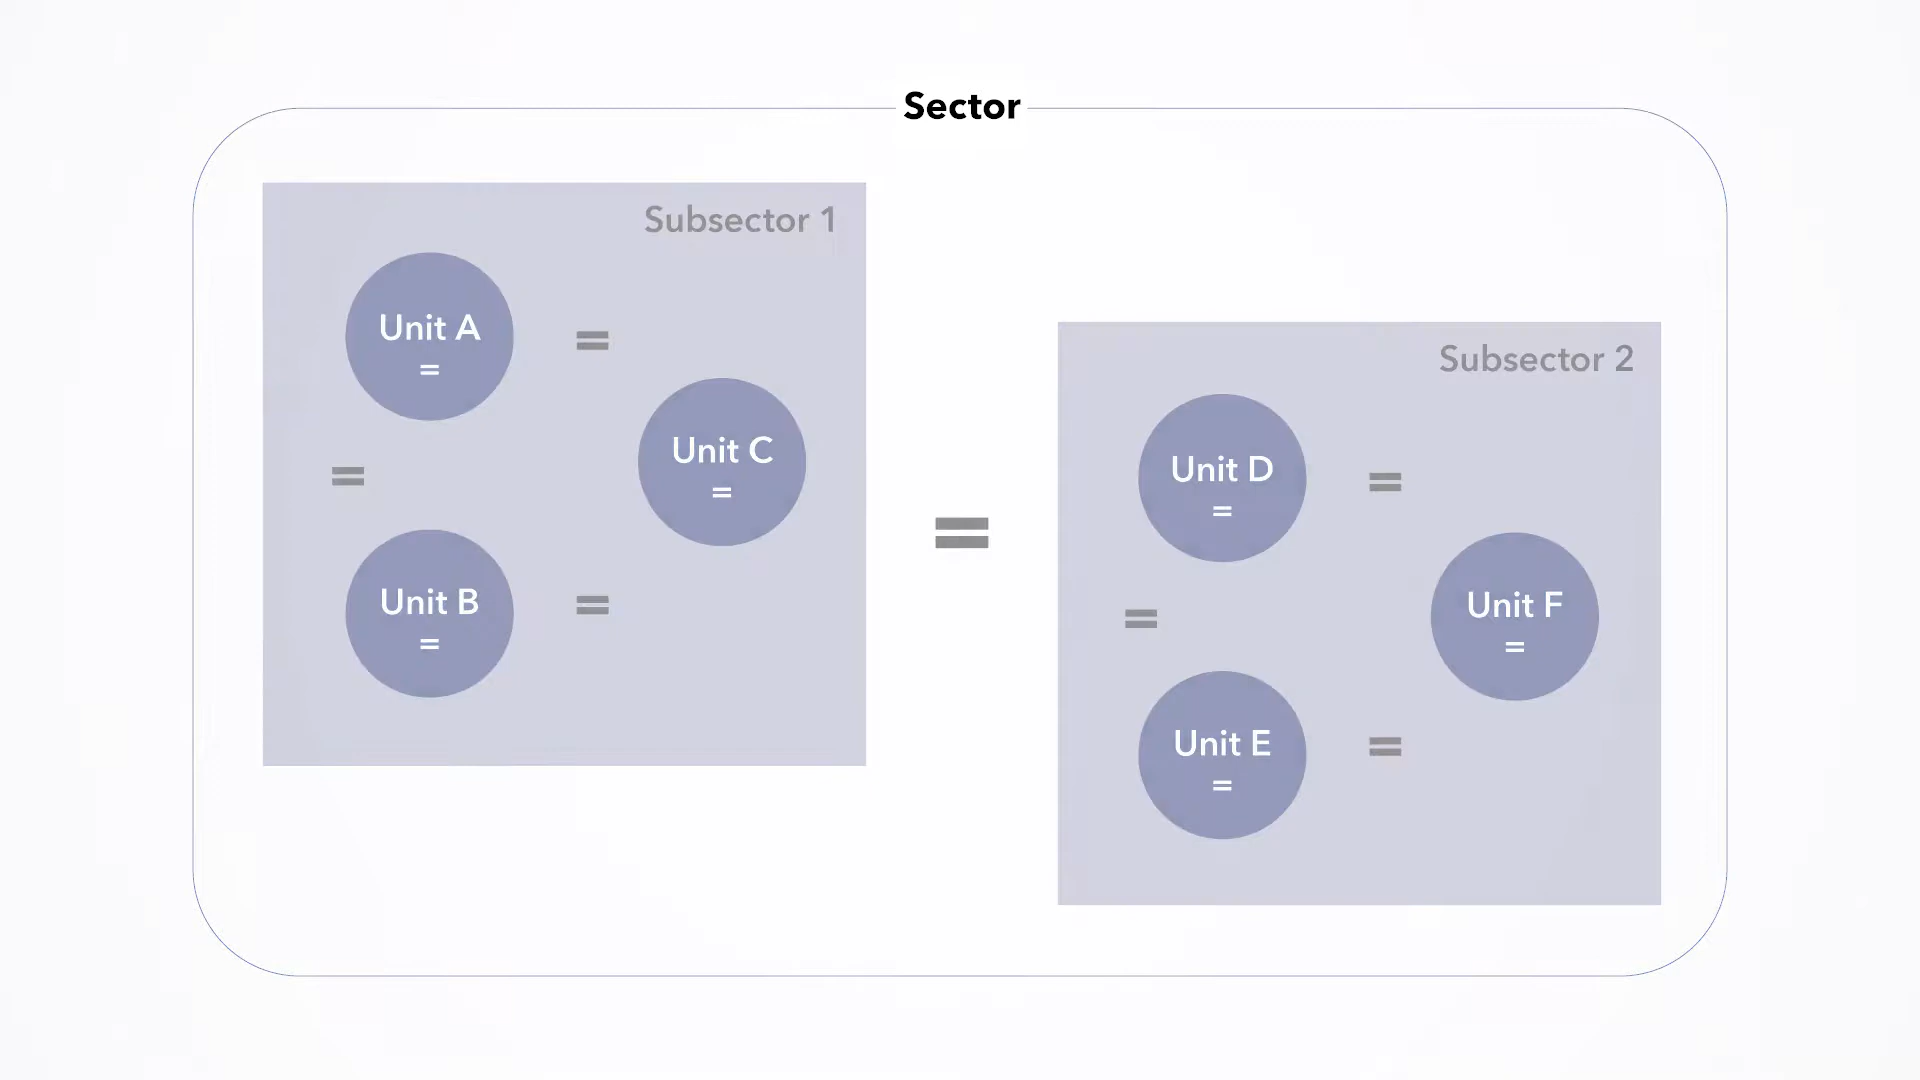 Sector
Subsector 1
Unit A
=
=
Unit C
=
=
Unit B
=
=
=
Subsector 2
Unit D
=
=
Unit F
=
=
Unit E
=
=